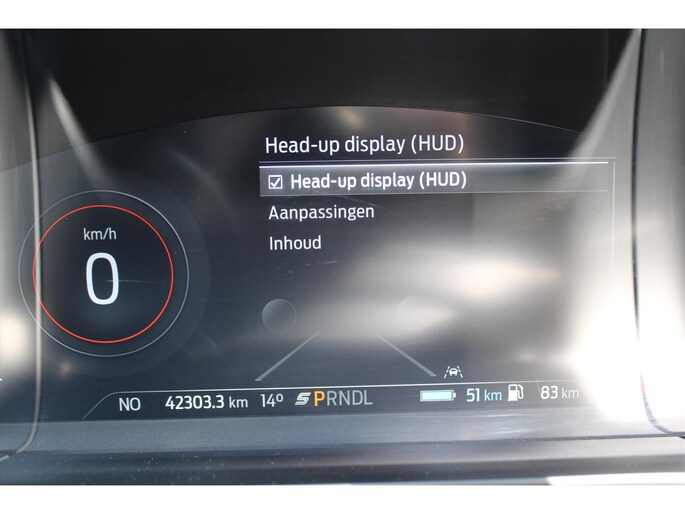 Head-up display (HUD)
Head-up display (HUD)
Aanpassingen
Inhoud
km/h
0
NO 42303.3 km 14° PRNDL 51 km 83 km